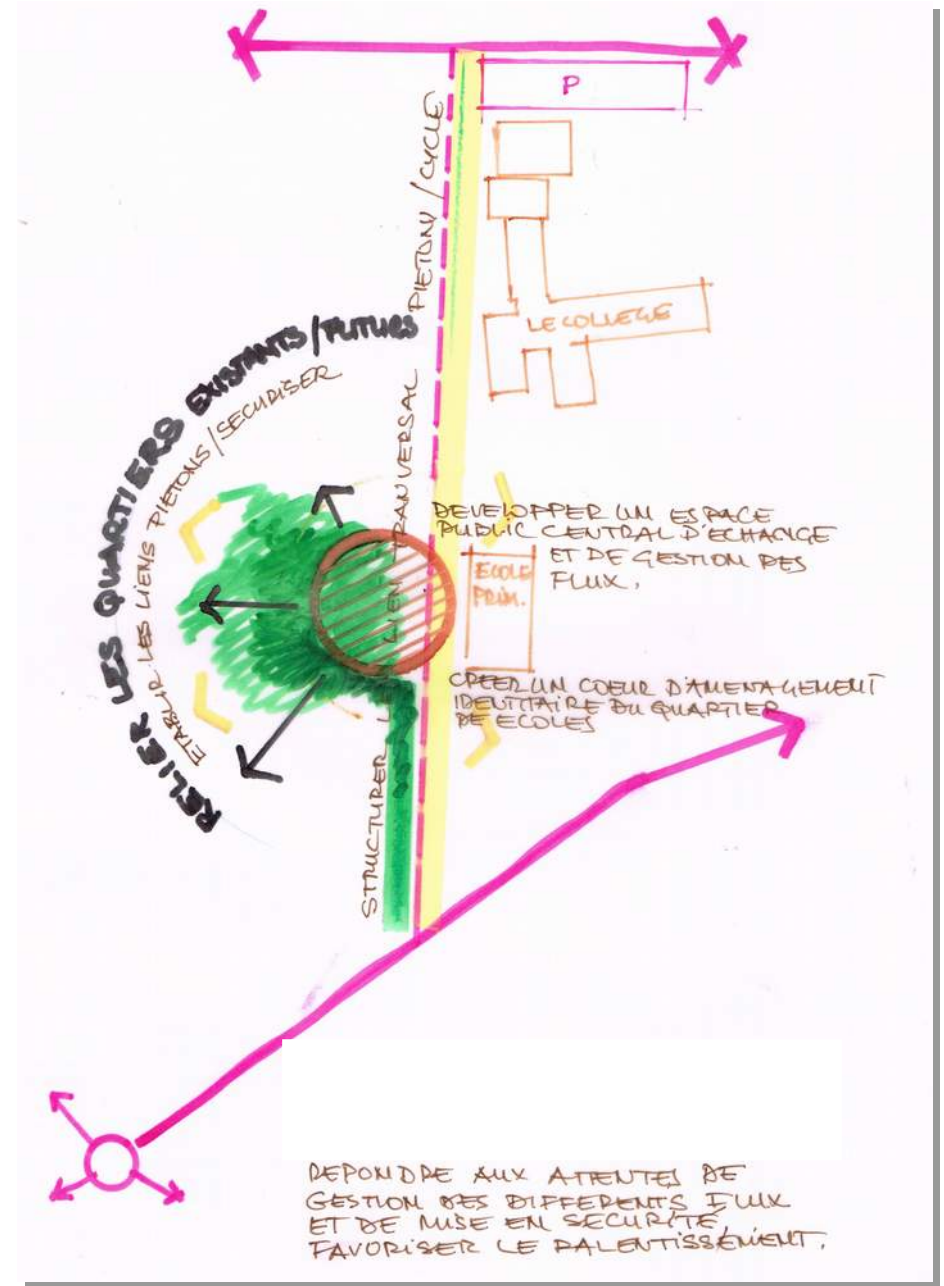 P
LE COLLEGE
RELIER LES QUARTIERS EXISTANTS/FUTURS
ETABLIR LES LIENS PIETONS/SECURISER
STRUCTURER LIEN TRANVERSAL PIETON/CYCLE
DEVELOPPER UN ESPACE
PUBLIC CENTRAL D'ECHANGE
ET DE GESTION DES
FLUX.
ECOLE
PRIM.
CREER UN COEUR D'AMENAGEMENT
IDENTITAIRE DU QUARTIER
DE ECOLES
REPONDRE AUX ATTENTES DE
GESTION DES DIFFERENTS FLUX
ET DE MISE EN SECURITÉ,
FAVORISER LE RALENTISSEMENT.